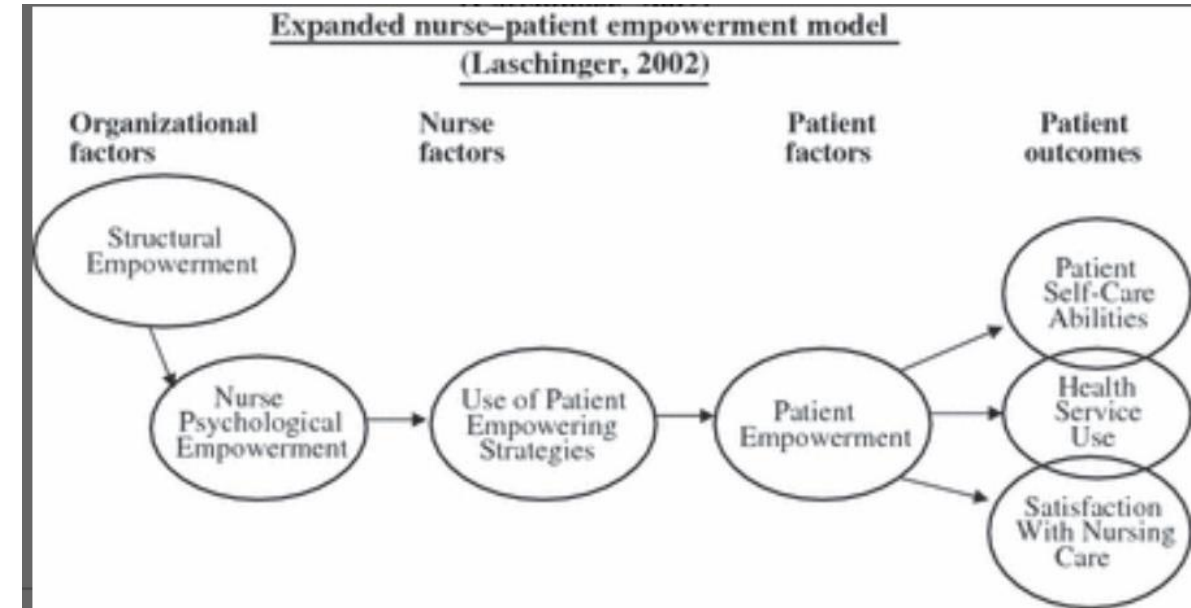 Expanded nurse–patient empowerment model
(Laschinger, 2002)
Organizational
factors
Nurse
factors
Patient
factors
Patient
outcomes
Structural
Empowerment
Nurse
Psychological
Empowerment
Use of Patient
Empowering
Strategies
Patient
Empowerment
Patient
Self-Care
Abilities
Health
Service
Use
Satisfaction
With Nursing
Care